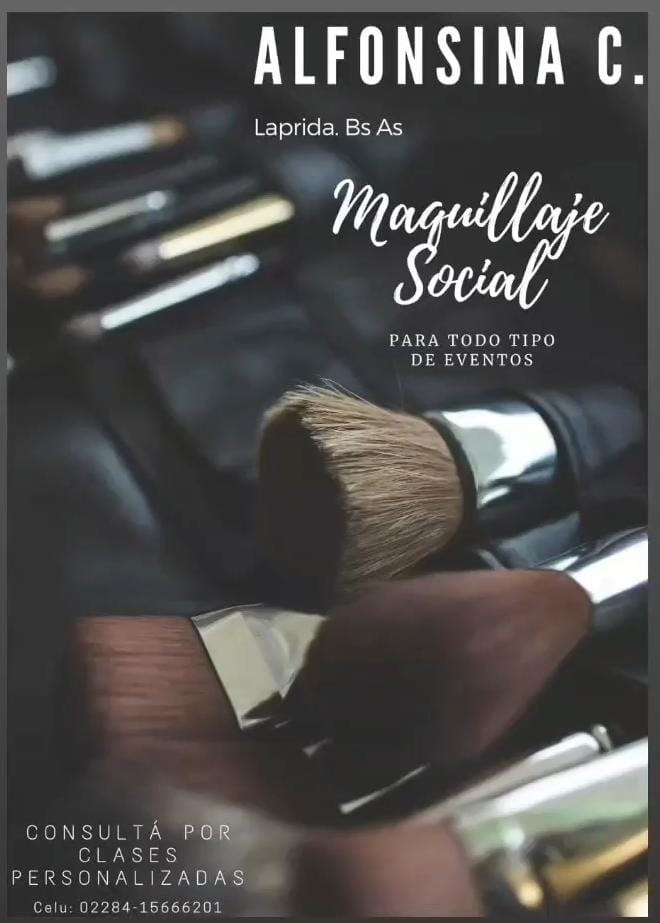 ALFONSINA C.
Laprida. Bs As
Maquillaje
Social
PARA TODO TIPO
DE EVENTOS
CONSULTÁ POR
CLASES
PERSONALIZADAS
Celu: 02284-15666201